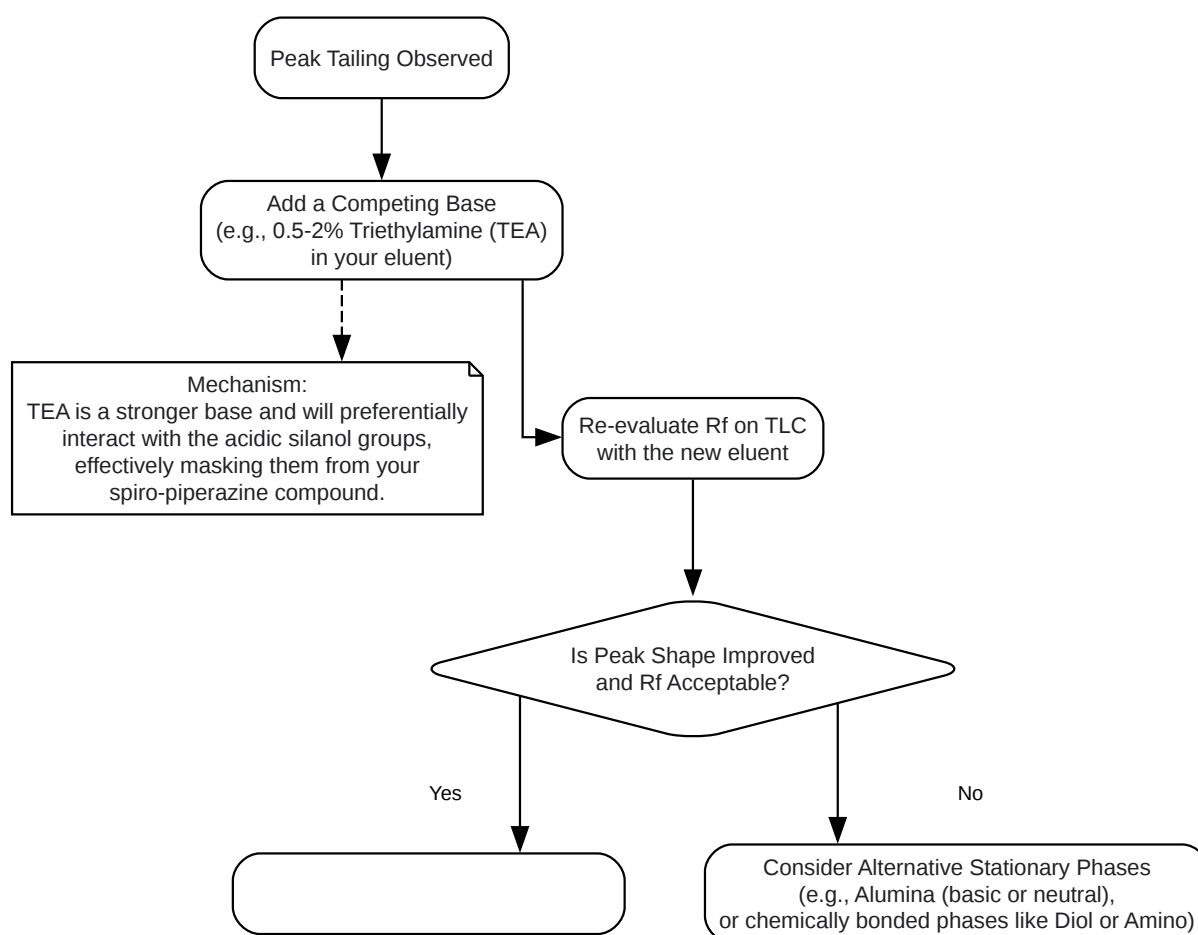 Peak Tailing Observed
Add a Competing Base
(e.g., 0.5-2% Triethylamine (TEA)
in your eluent)
Mechanism:
TEA is a stronger base and will preferentially
interact with the acidic silanol groups,
effectively masking them from your
spiro-piperazine compound.
Re-evaluate Rf on TLC
with the new eluent
Is Peak Shape Improved
and Rf Acceptable?
Yes
No
Consider Alternative Stationary Phases
(e.g., Alumina (basic or neutral),
or chemically bonded phases like Diol or Amino)